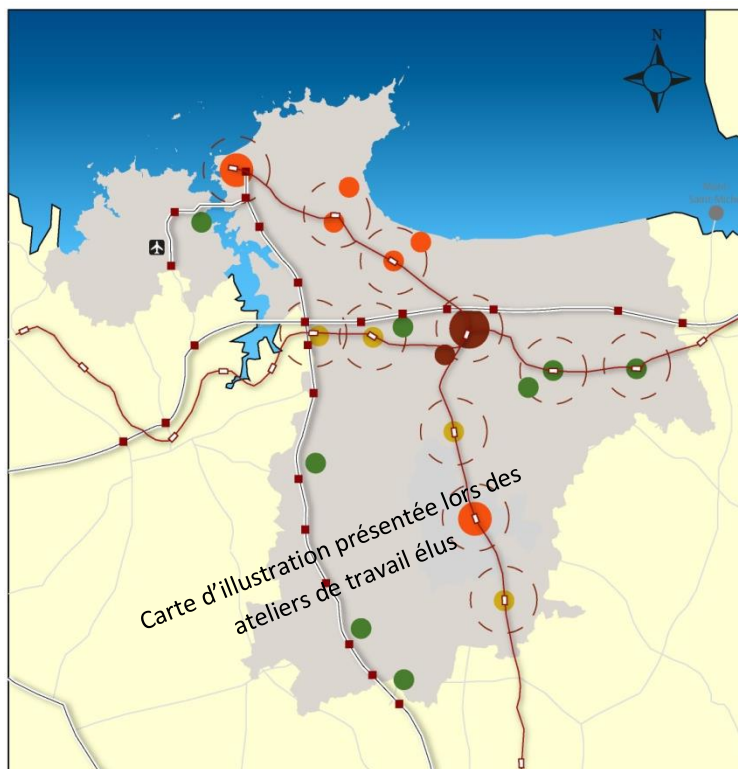 N
Carte d'illustration présentée lors des
ateliers de travail élus